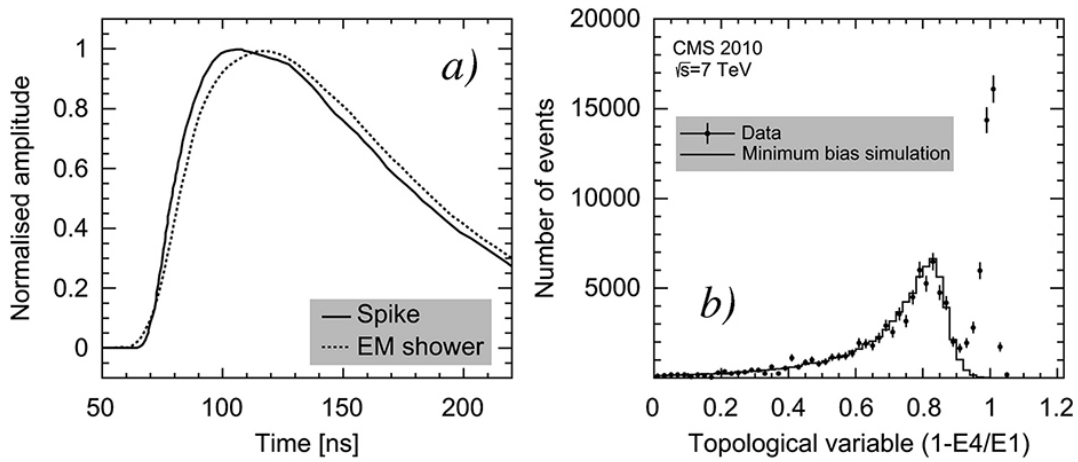 a)
1
0.8
0.6
0.4
0.2
0
Normalised amplitude
Spike
EM shower
50
100
150
200
Time [ns]
20000
15000
10000
5000
Number of events
CMS 2010
√s=7 TeV
Data
Minimum bias simulation
b)
0
0.2
0.4
0.6
0.8
1
1.2
Topological variable (1-E4/E1)